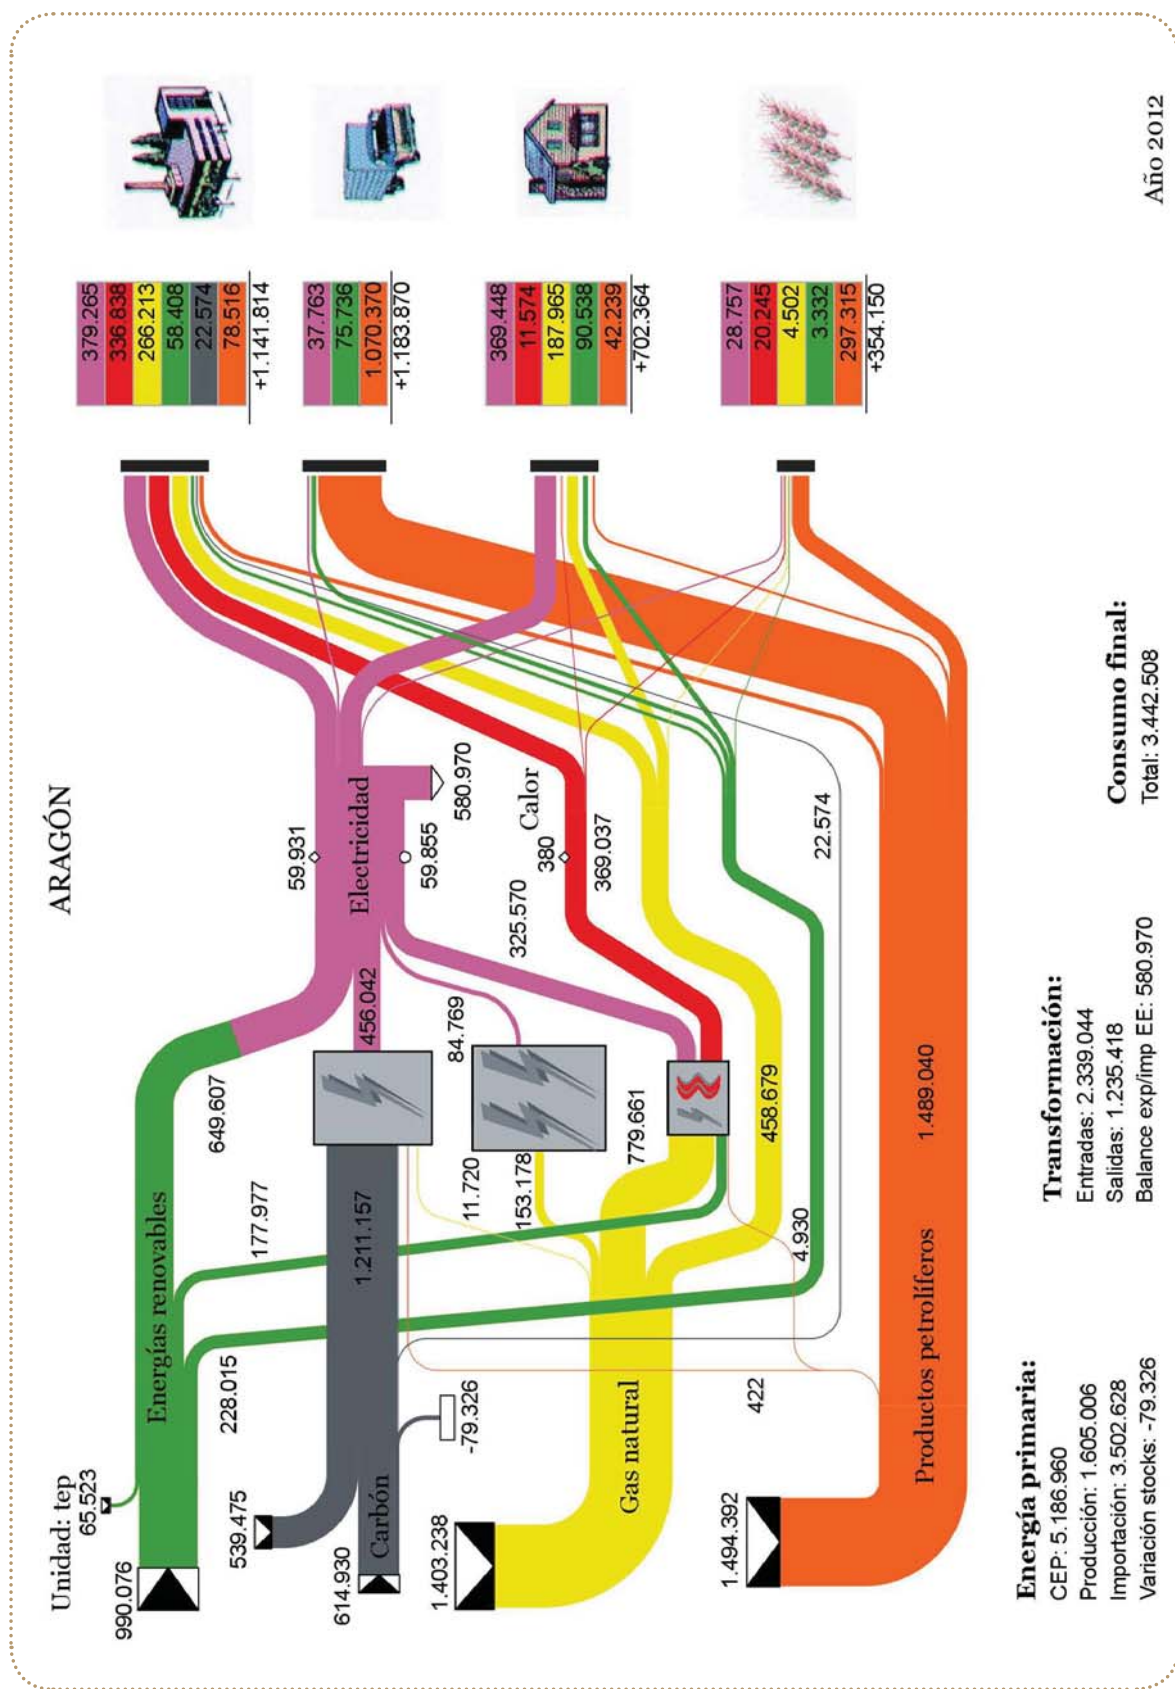 ARAGÓN
Unidad: tep
990.076
65.523
Energías renovables
649.607
228.015
177.977
539.475
614.930
Carbón
-79.326
1.211.157
456.042
Electricidad
59.931
59.855
580.970
11.720
84.769
153.178
325.570
380
Calor
369.037
1.403.238
Gas natural
779.661
458.679
22.574
4.930
422
1.494.392
Productos petrolíferos
1.489.040
379.265
336.838
266.213
58.408
22.574
78.516
+1.141.814
37.763
75.736
1.070.370
+1.183.870
369.448
11.574
187.965
90.538
42.239
+702.364
28.757
20.245
4.502
3.332
297.315
+354.150
Energía primaria:
CEP: 5.186.960
Producción: 1.605.006
Importación: 3.502.628
Variación stocks: -79.326
Transformación:
Entradas: 2.339.044
Salidas: 1.235.418
Balance exp/imp EE: 580.970
Consumo final:
Total: 3.442.508
Año 2012